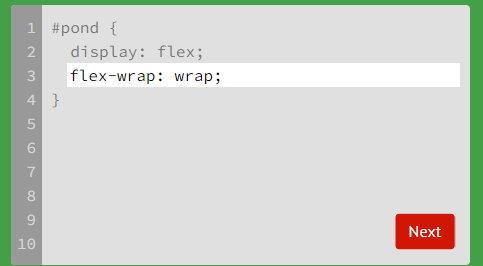 1 #pond {
2 display: flex;
3 flex-wrap: wrap;
4 }
5
6
7
8
9
10
Next